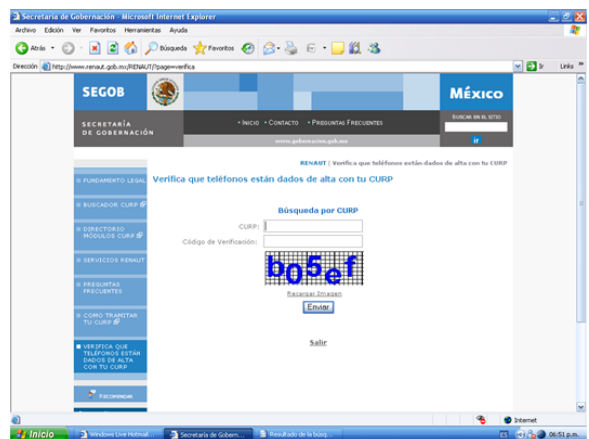 Secretaría de Gobernación - Microsoft Internet Explorer
Archivo Edición Ver Favoritos Herramientas Ayuda
Atrás Búsqueda Favoritos
Dirección http://www.renaut.gob.mx/RENAUT/?page=verifica Ir Links
SEGOB
MÉXICO
SECRETARÍA
DE GOBERNACIÓN
• INICIO • CONTACTO • PREGUNTAS FRECUENTES
BUSCAR EN EL SITIO
www.gobernacion.gob.mx
ir
RENAUT | Verifica que teléfonos están dados de alta con tu CURP
FUNDAMENTO LEGAL
BUSCADOR CURP
DIRECTORIO
MÓDULOS CURP
SERVICIOS RENAUT
PREGUNTAS
FRECUENTES
COMO TRAMITAR
TU CURP
VERIFICA QUE
TELÉFONOS ESTÁN
DADOS DE ALTA
CON TU CURP
RECOMENDAR
Verifica que teléfonos están dados de alta con tu CURP
Búsqueda por CURP
CURP:
Código de Verificación:
bo5ef
Recargar Imagen
Enviar
Salir
Internet
Inicio
Windows Live Hotmail...
Secretaría de Gobern...
Resultado de la búsq...
06:51 p.m.